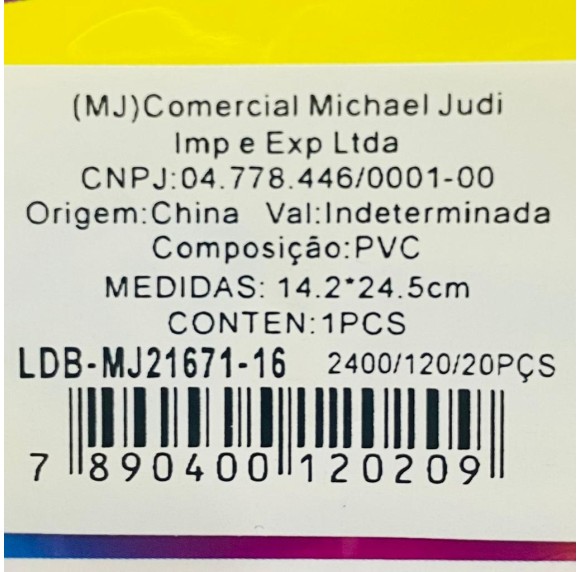 (MJ)Comercial Michael Judi
Imp e Exp Ltda
CNPJ:04.778.446/0001-00
Origem:China Val:Indeterminada
Composição:PVC
MEDIDAS: 14.2*24.5cm
CONTEN:1PCS
LDB-MJ21671-16 2400/120/20PÇS
7 890400 120209